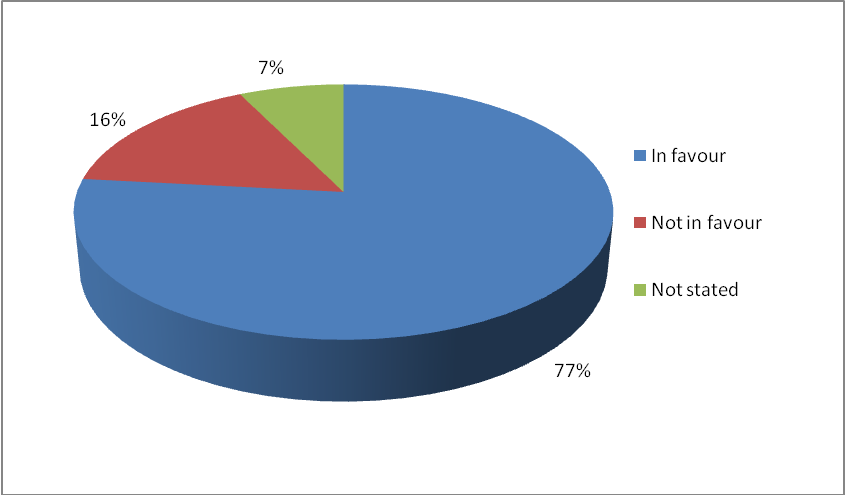 7%
16%
In favour
Not in favour
Not stated
77%